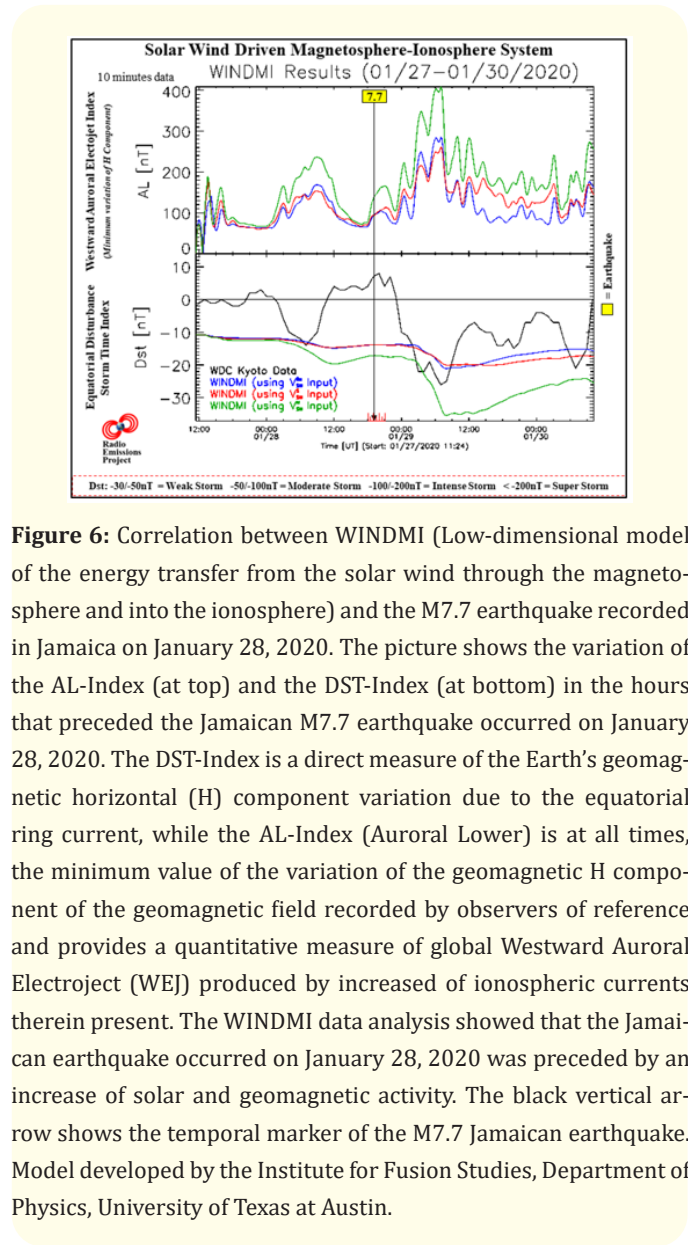 Solar Wind Driven Magnetosphere-Ionosphere System
10 minutes data
WINDMI Results (01/27-01/30/2020)
7.7
Westward Auroral Electojet Index
(Minimum variation of H Component)
AL [nT]
400
300
200
100
0
Equatorial Disturbance
Storm Time Index
Dst [nT]
10
0
-10
-20
-30
WDC Kyoto Data
WINDMI (using Input)
WINDMI (using Input)
WINDMI (using Input)
= Earthquake
12:00
00:00
01/28
12:00
00:00
01/29
12:00
00:00
01/30
Time [UT] (Start: 01/27/2020 11:24)
Radio
Emissions
Project
Dst: -30/-50nT = Weak Storm -50/-100nT = Moderate Storm -100/-200nT = Intense Storm < -200nT = Super Storm
Figure 6: Correlation between WINDMI (Low-dimensional model
of the energy transfer from the solar wind through the magneto-
sphere and into the ionosphere) and the M7.7 earthquake recorded
in Jamaica on January 28, 2020. The picture shows the variation of
the AL-Index (at top) and the DST-Index (at bottom) in the hours
that preceded the Jamaican M7.7 earthquake occurred on January
28, 2020. The DST-Index is a direct measure of the Earth's geomag-
netic horizontal (H) component variation due to the equatorial
ring current, while the AL-Index (Auroral Lower) is at all times,
the minimum value of the variation of the geomagnetic H compo-
nent of the geomagnetic field recorded by observers of reference
and provides a quantitative measure of global Westward Auroral
Electroject (WEJ) produced by increased of ionospheric currents
therein present. The WINDMI data analysis showed that the Jamai-
can earthquake occurred on January 28, 2020 was preceded by an
increase of solar and geomagnetic activity. The black vertical ar-
row shows the temporal marker of the M7.7 Jamaican earthquake.
Model developed by the Institute for Fusion Studies, Department of
Physics, University of Texas at Austin.